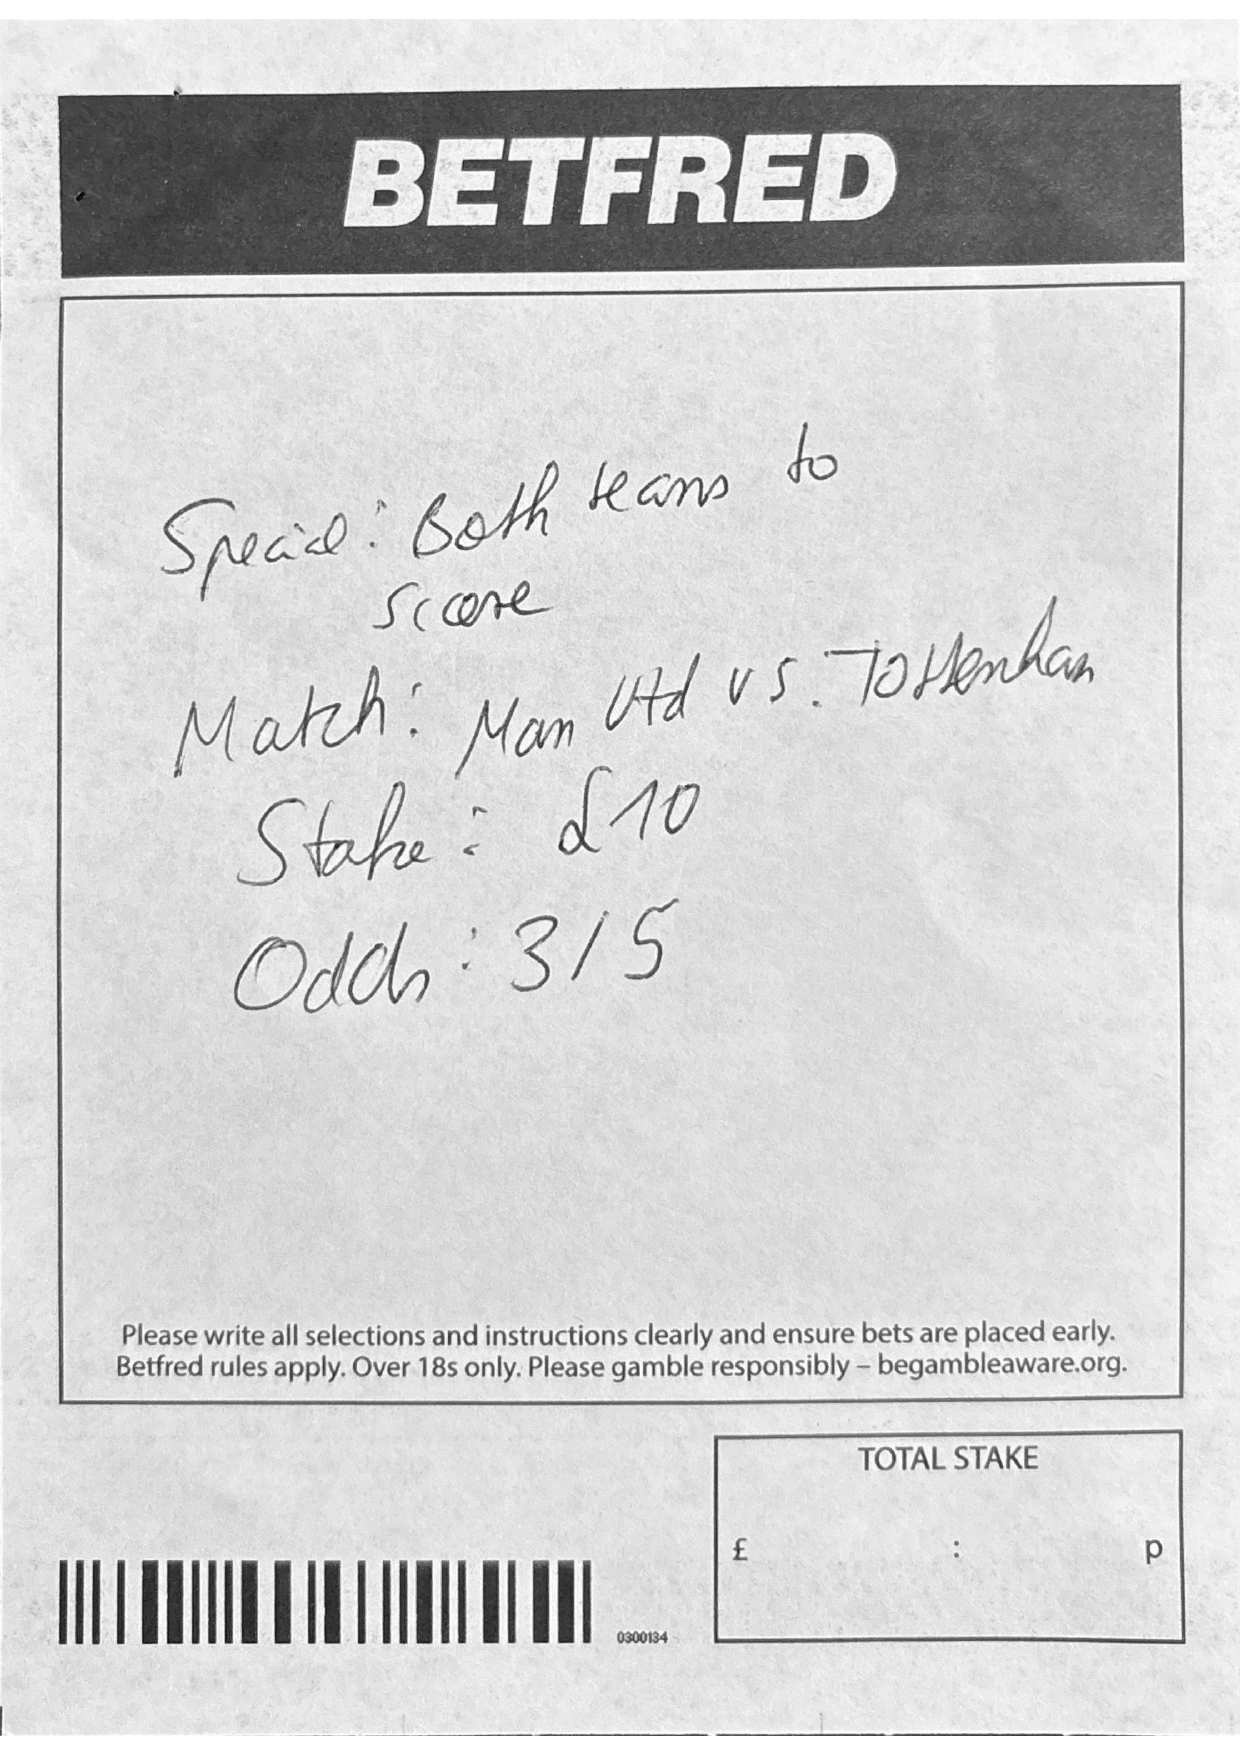 BETFRED
Special: Both teams to
score
Match: Man Utd vs. Tottenham
Stake: £10
Odds: 3/5
Please write all selections and instructions clearly and ensure bets are placed early.
Betfred rules apply. Over 18s only. Please gamble responsibly – begambleaware.org.
TOTAL STAKE
£ : p
0300134